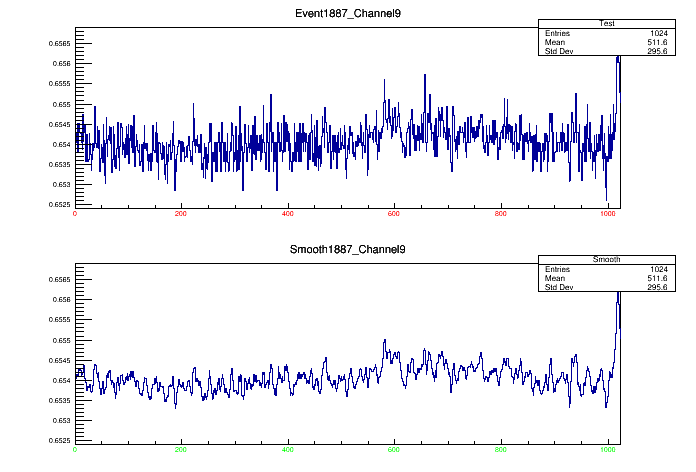 Event1887_Channel9
Test
Entries 1024
Mean 511.6
Std Dev 295.6
0.6565
0.656
0.6555
0.655
0.6545
0.654
0.6535
0.653
0.6525
0 200 400 600 800 1000
Smooth1887_Channel9
Smooth
Entries 1024
Mean 511.6
Std Dev 295.6
0.6565
0.656
0.6555
0.655
0.6545
0.654
0.6535
0.653
0.6525
0 200 400 600 800 1000